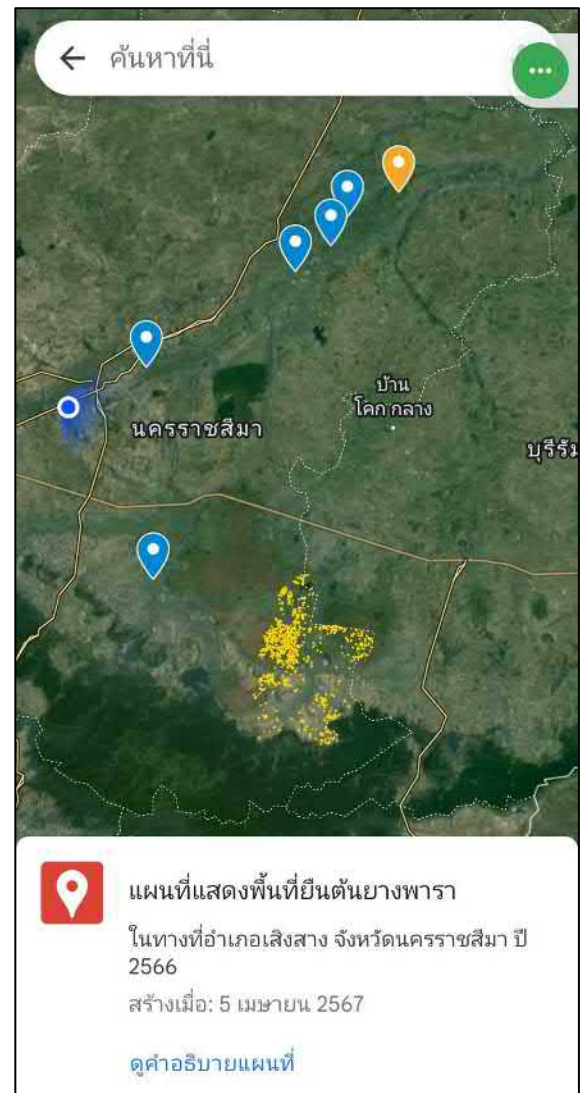 ค้นหาที่นี่
บ้าน
โคก กลาง
นครราชสีมา
แผนที่แสดงพื้นที่ยืนต้นยางพารา
ในทางที่อำเภอเสิงสาง จังหวัดนครราชสีมา ปี
2566
สร้างเมื่อ: 5 เมษายน 2567
ดูคำอธิบายแผนที่